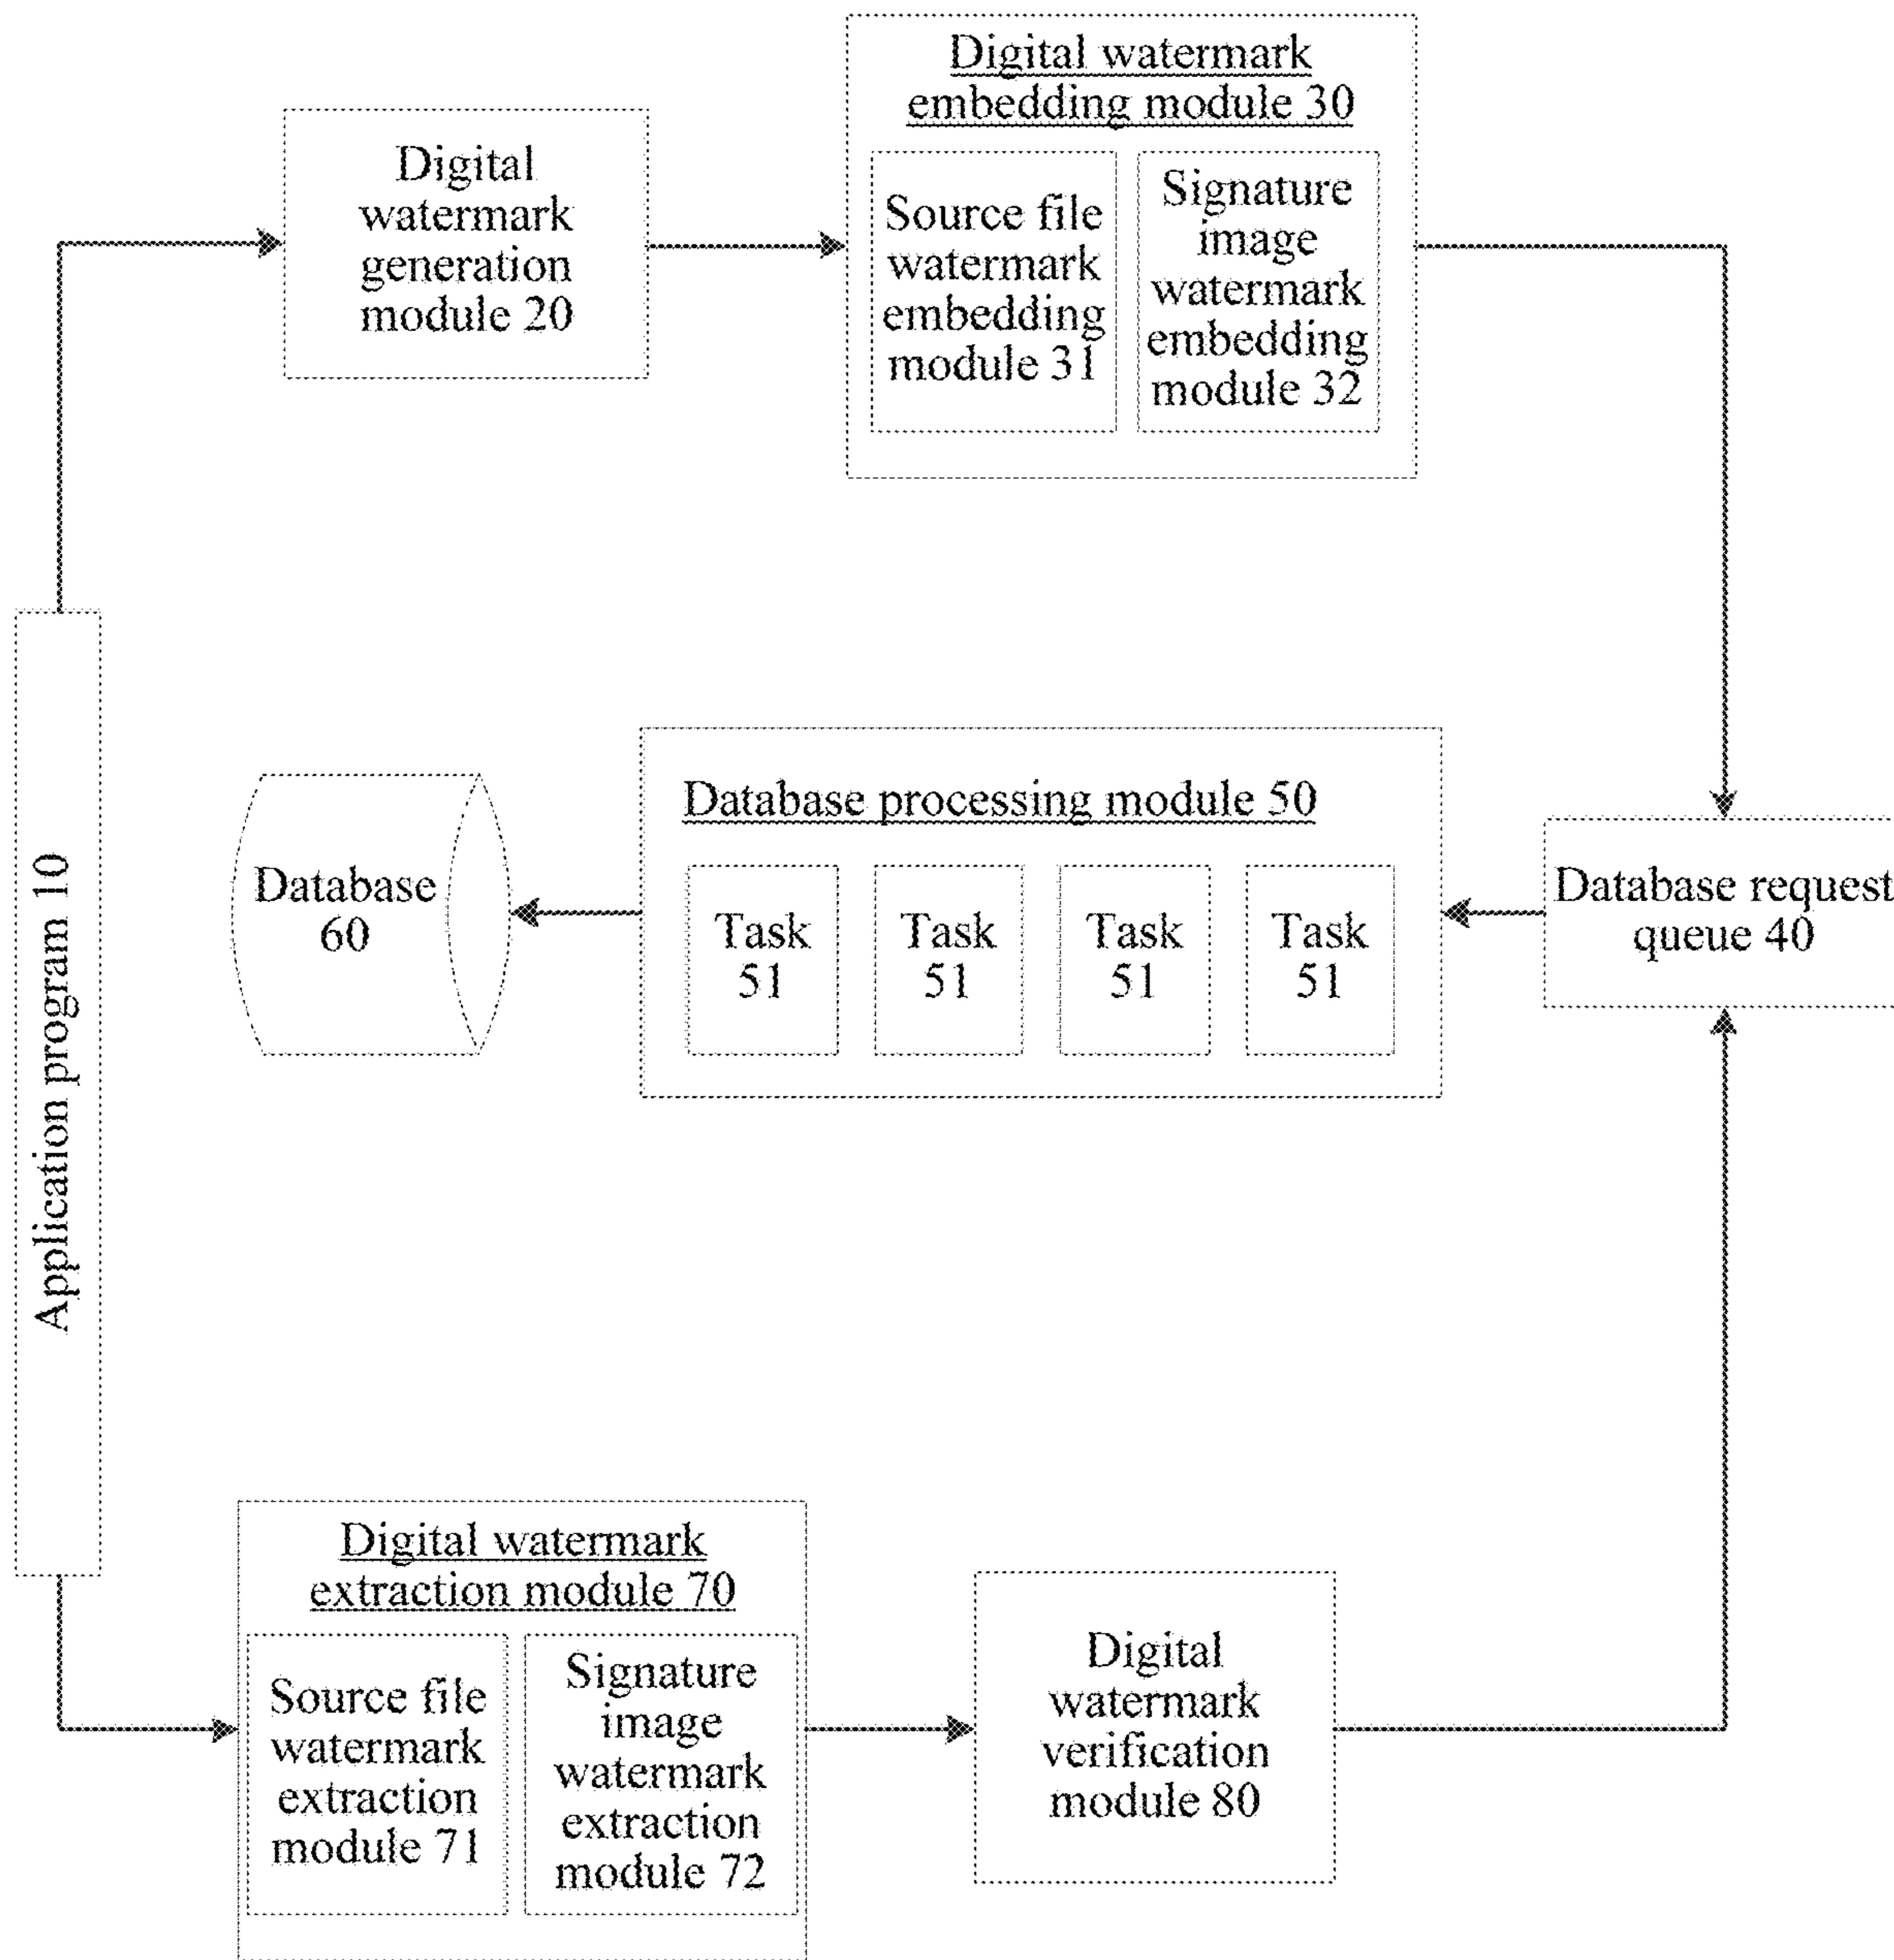 Digital watermark
embedding module 30
Digital
watermark
generation
module 20
Source file
watermark
embedding
module 31
Signature
image
watermark
embedding
module 32
Application program 10
Database processing module 50
Database
60
Task
51
Task
51
Task
51
Task
51
Database request
queue 40
Digital watermark
extraction module 70
Source file
watermark
extraction
module 71
Signature
image
watermark
extraction
module 72
Digital
watermark
verification
module 80